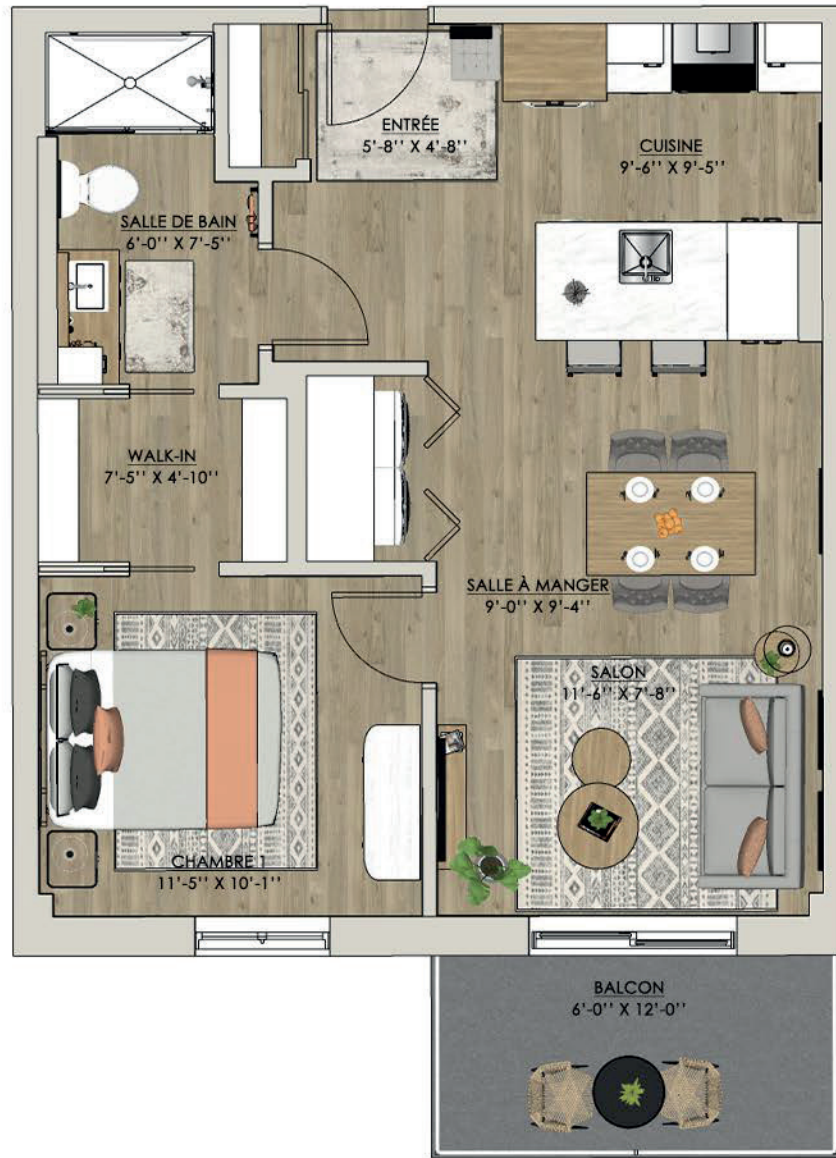 ENTRÉE
5'-8'' X 4'-8''
CUISINE
9'-6'' X 9'-5''
SALLE DE BAIN
6'-0'' X 7'-5''
WALK-IN
7'-5'' X 4'-10''
SALLE À MANGER
9'-0'' X 9'-4''
SALON
11'-6'' X 7'-8''
CHAMBRE 1
11'-5'' X 10'-1''
BALCON
6'-0'' X 12'-0''